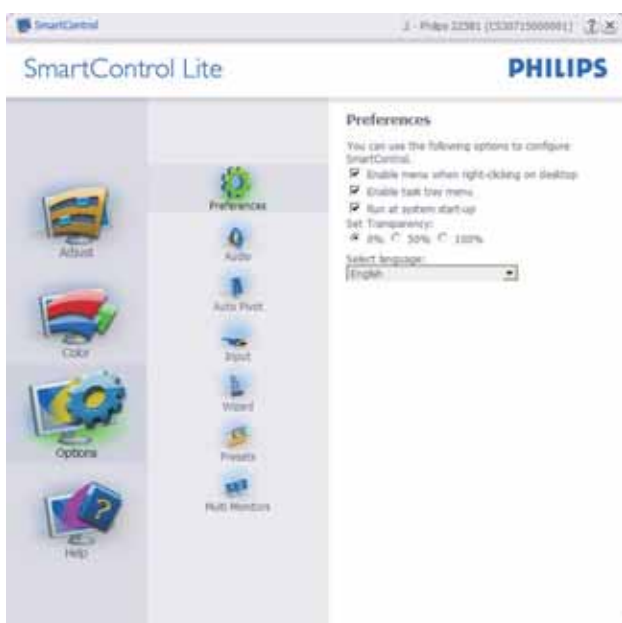 SmartControl
SmartControl Lite
PHILIPS
Adjust
Color
Options
Help
Preferences
Audio
Auto Pivot
Input
Wizard
Presets
Multi Monitors
Preferences
You can use the following options to configure
SmartControl.
Enable menu when right-clicking on desktop
Enable task tray menu
Run at system start-up
Set Transparency:
0% 50% 100%
Select language:
English